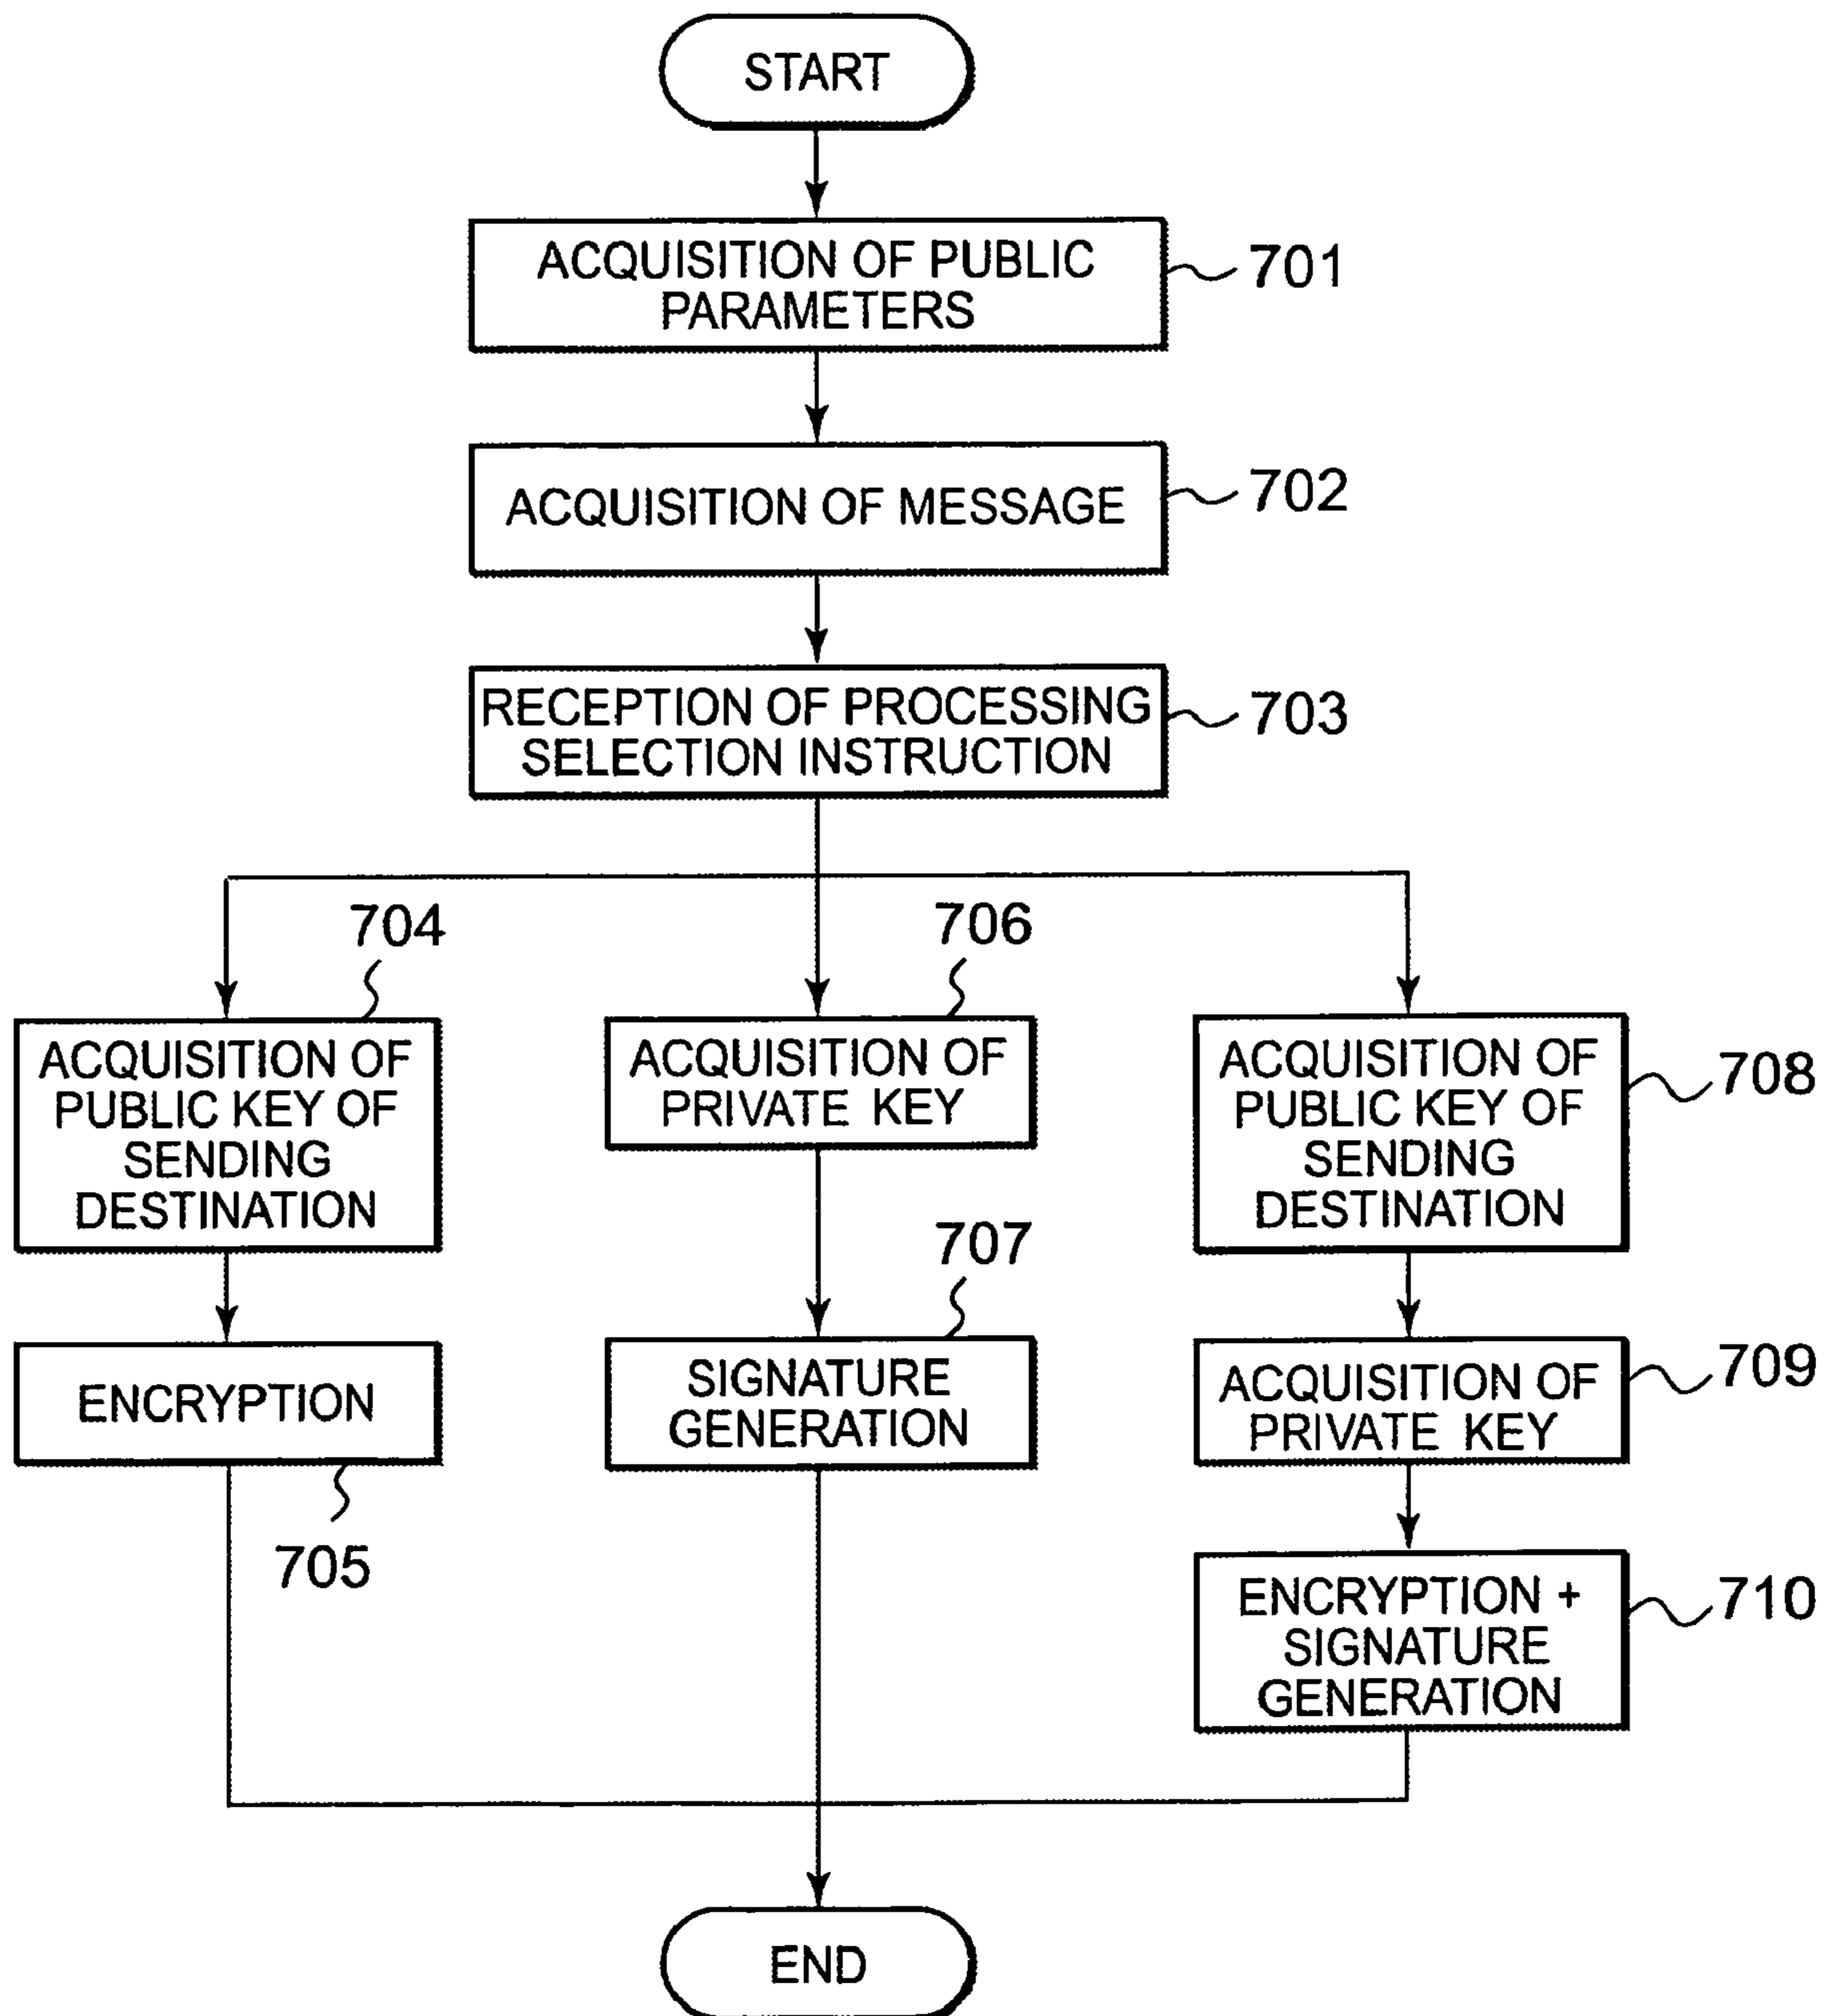 START
ACQUISITION OF PUBLIC
PARAMETERS
701
ACQUISITION OF MESSAGE
702
RECEPTION OF PROCESSING
SELECTION INSTRUCTION
703
704
ACQUISITION OF
PUBLIC KEY OF
SENDING
DESTINATION
ENCRYPTION
705
706
ACQUISITION OF
PRIVATE KEY
707
SIGNATURE
GENERATION
ACQUISITION OF
PUBLIC KEY OF
SENDING
DESTINATION
708
ACQUISITION OF
PRIVATE KEY
709
ENCRYPTION +
SIGNATURE
GENERATION
710
END